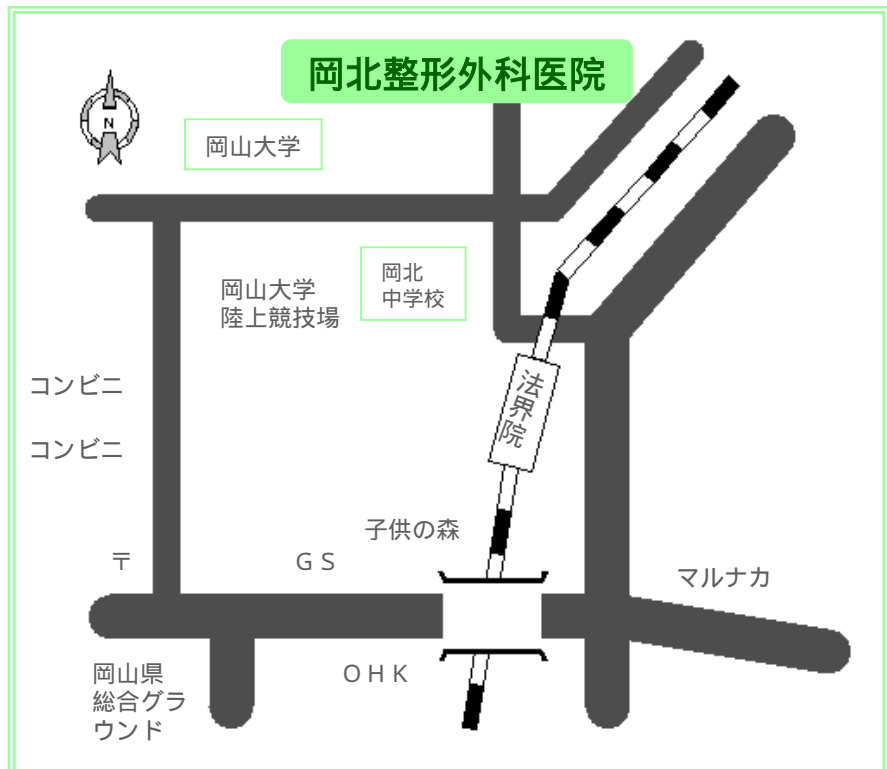 岡北整形外科医院
N
岡山大学
岡山大学
陸上競技場
岡北
中学校
コンビニ
法界院
コンビニ
子供の森
〒
ＧＳ
マルナカ
岡山県
総合グラ
ウンド
ＯＨＫ